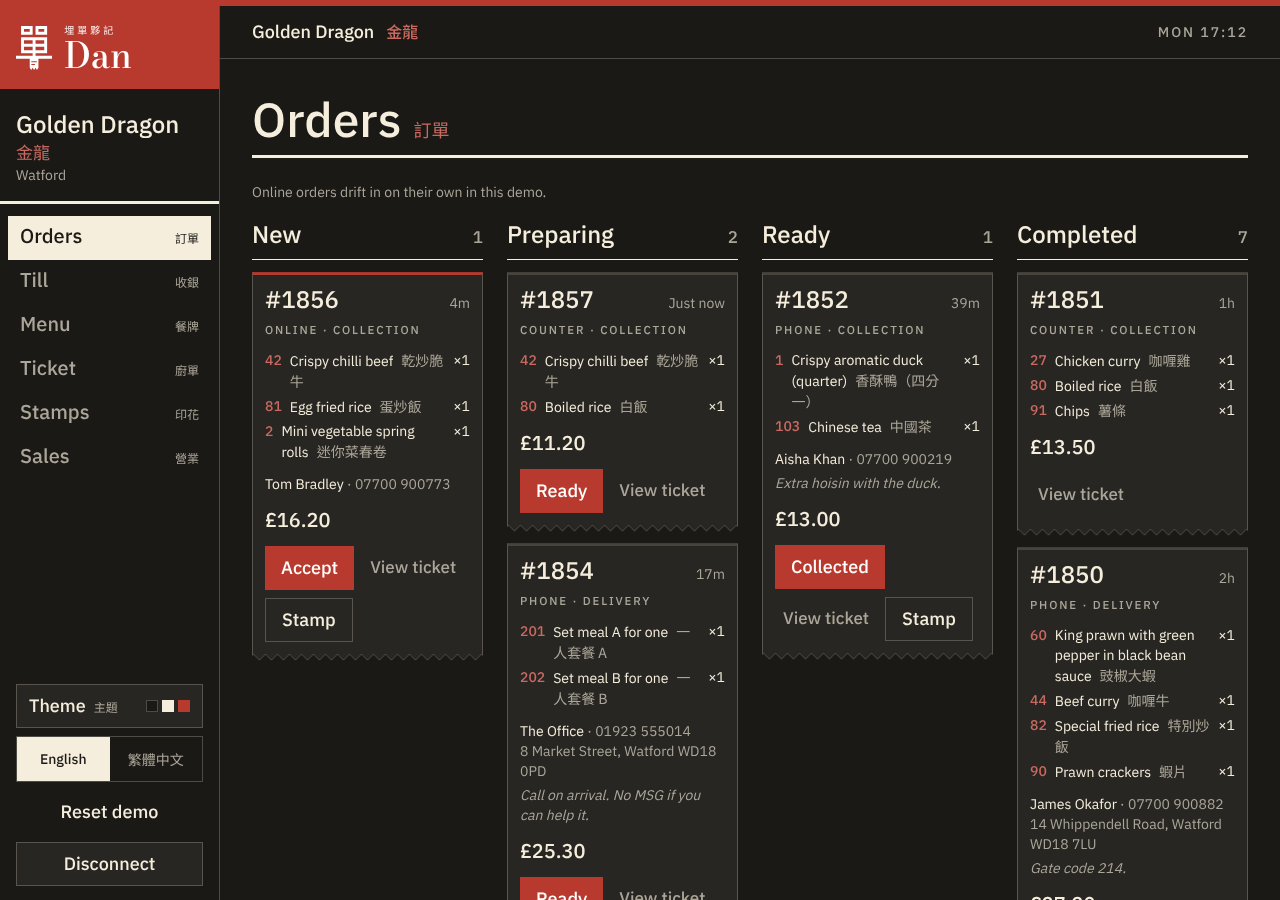 單
埋單夥記
Dan
Golden Dragon
金龍
Watford
Orders 訂單
Till 收銀
Menu 餐牌
Ticket 廚單
Stamps 印花
Sales 營業
Theme 主題
English 繁體中文
Reset demo
Disconnect
Golden Dragon 金龍
MON 17:12
Orders 訂單
Online orders drift in on their own in this demo.
New 1
#1856 4m
ONLINE · COLLECTION
42 Crispy chilli beef 乾炒脆 ×1
牛
81 Egg fried rice 蛋炒飯 ×1
2 Mini vegetable spring ×1
rolls 迷你菜春卷
Tom Bradley · 07700 900773
£16.20
Accept View ticket
Stamp
Preparing 2
#1857 Just now
COUNTER · COLLECTION
42 Crispy chilli beef 乾炒脆 ×1
牛
80 Boiled rice 白飯 ×1
£11.20
Ready View ticket
#1854 17m
PHONE · DELIVERY
201 Set meal A for one 一 ×1
人套餐 A
202 Set meal B for one 一 ×1
人套餐 B
The Office · 01923 555014
8 Market Street, Watford WD18
0PD
Call on arrival. No MSG if you
can help it.
£25.30
Ready View ticket
Ready 1
#1852 39m
PHONE · COLLECTION
1 Crispy aromatic duck ×1
(quarter) 香酥鴨（四分
一）
103 Chinese tea 中國茶 ×1
Aisha Khan · 07700 900219
Extra hoisin with the duck.
£13.00
Collected
View ticket Stamp
Completed 7
#1851 1h
COUNTER · COLLECTION
27 Chicken curry 咖喱雞 ×1
80 Boiled rice 白飯 ×1
91 Chips 薯條 ×1
£13.50
View ticket
#1850 2h
PHONE · DELIVERY
60 King prawn with green ×1
pepper in black bean
sauce 豉椒大蝦
44 Beef curry 咖喱牛 ×1
82 Special fried rice 特別炒 ×1
飯
90 Prawn crackers 蝦片 ×1
James Okafor · 07700 900882
14 Whippendell Road, Watford
WD18 7LU
Gate code 214.